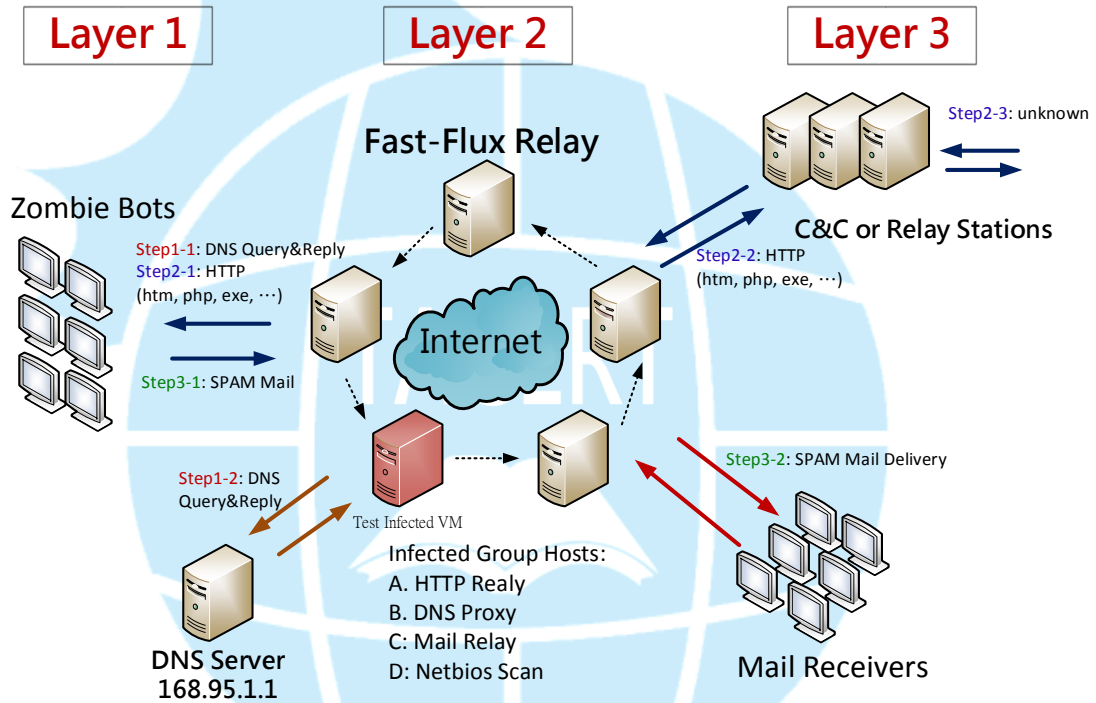 Layer 1
Layer 2
Layer 3
Fast-Flux Relay
Step2-3: unknown
Zombie Bots
C&C or Relay Stations
Step1-1: DNS Query&Reply
Step2-1: HTTP
(htm, php, exe, ⋯)
Step2-2: HTTP
(htm, php, exe, ⋯)
Internet
Step3-1: SPAM Mail
Step3-2: SPAM Mail Delivery
Step1-2: DNS
Query&Reply
Test Infected VM
Infected Group Hosts:
A. HTTP Realy
B. DNS Proxy
C: Mail Relay
D: Netbios Scan
DNS Server
168.95.1.1
Mail Receivers